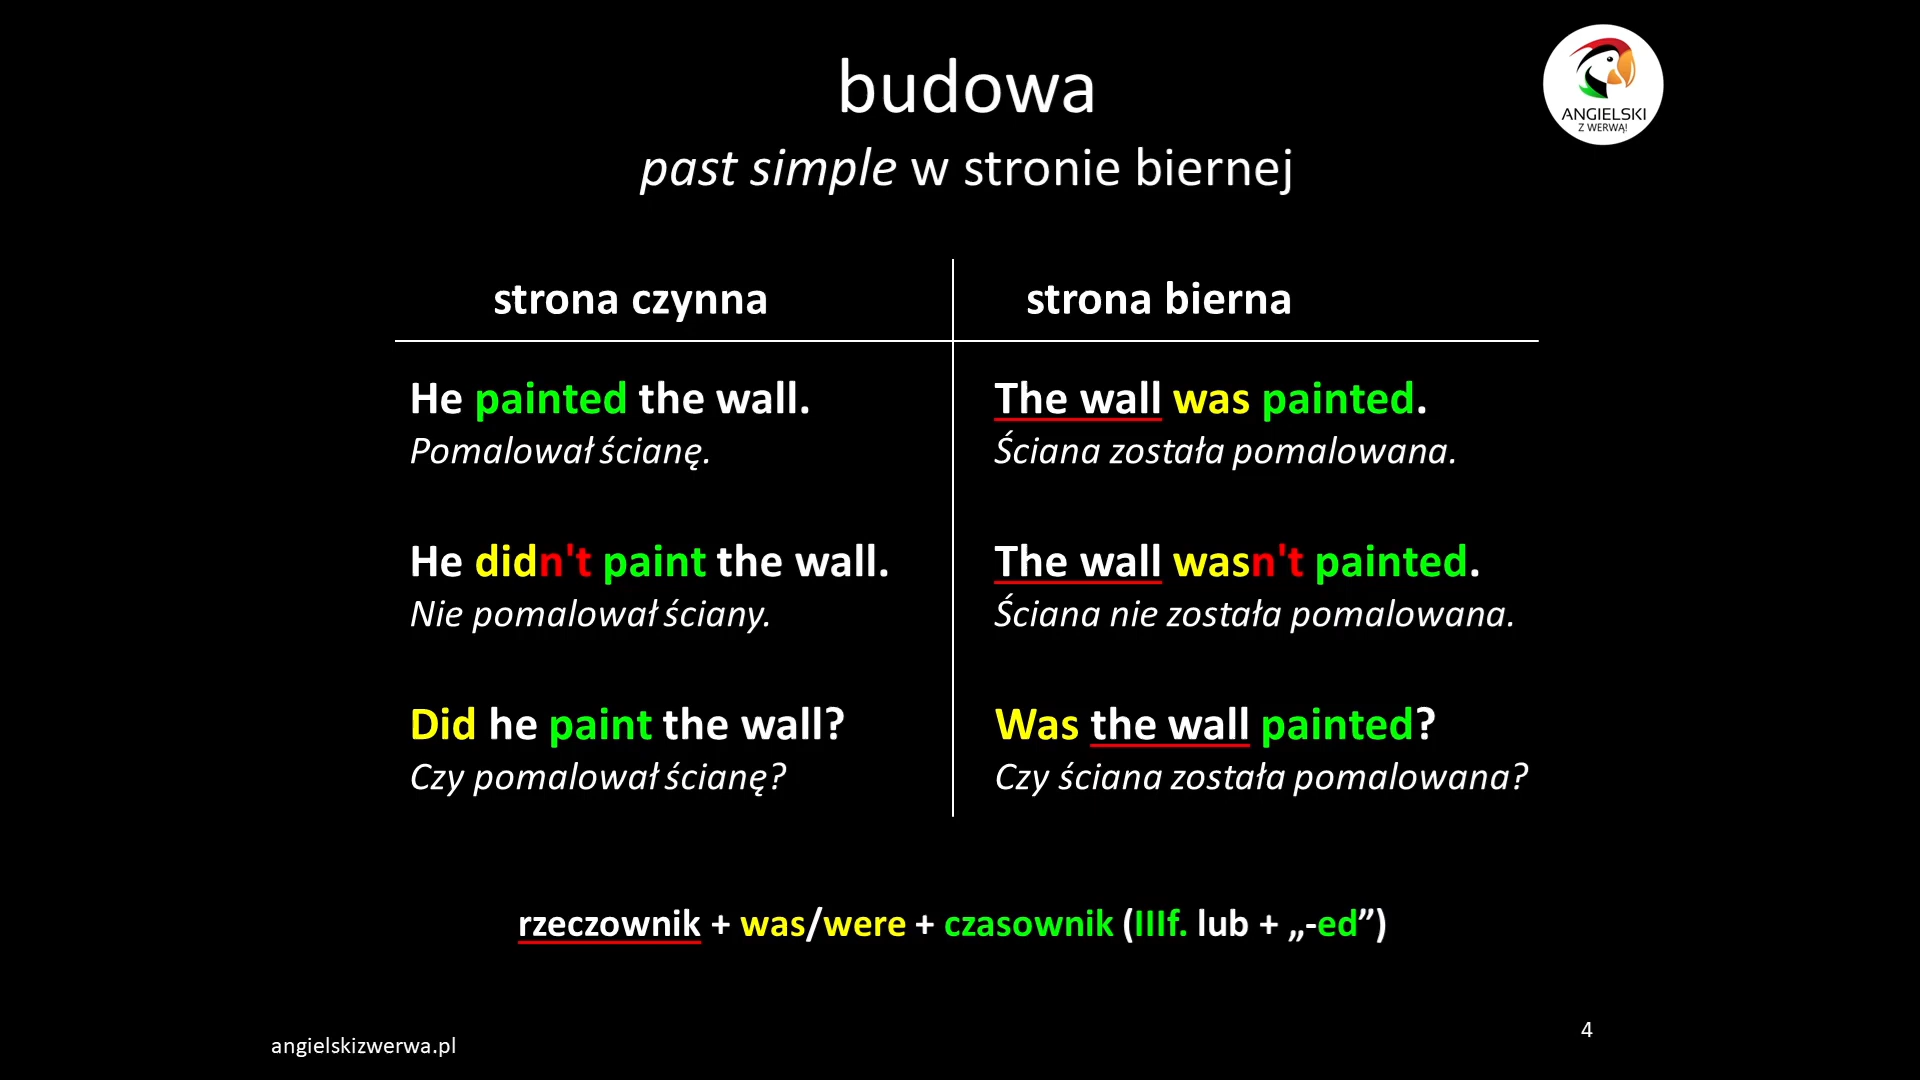 budowa
ANGIELSKI
Z WERWĄ!
past simple w stronie biernej
strona czynna
strona bierna
He painted the wall.
Pomalował ścianę.
The wall was painted.
Ściana została pomalowana.
He didn't paint the wall.
Nie pomalował ściany.
The wall wasn't painted.
Ściana nie została pomalowana.
Did he paint the wall?
Czy pomalował ścianę?
Was the wall painted?
Czy ściana została pomalowana?
rzeczownik + was/were + czasownik (IIIf. lub + „-ed”)
angielskizwerwa.pl
4